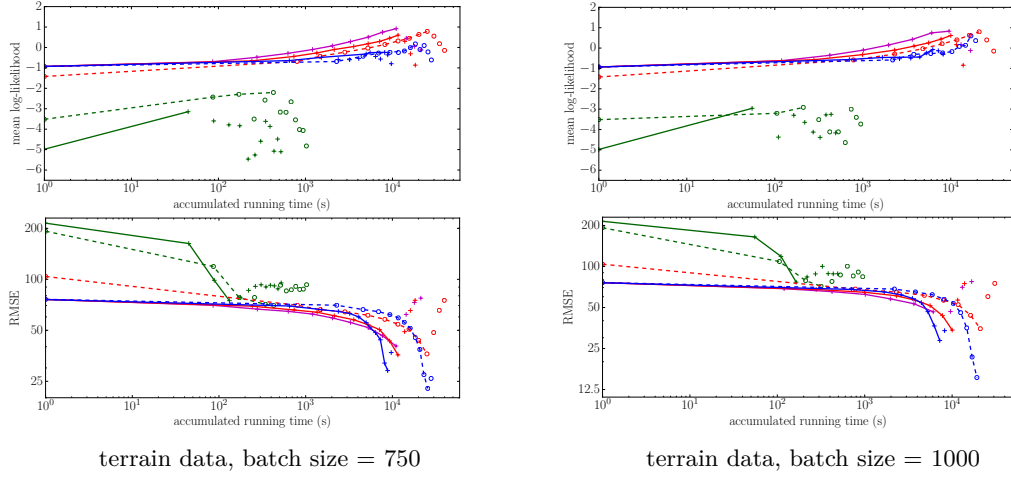 2
1
0
−1
−2
−3
−4
−5
−6
mean log-likelihood
10^0 10^1 10^2 10^3 10^4
accumulated running time (s)
2
1
0
−1
−2
−3
−4
−5
−6
mean log-likelihood
10^0 10^1 10^2 10^3 10^4
accumulated running time (s)
200
100
50
25
RMSE
10^0 10^1 10^2 10^3 10^4
accumulated running time (s)
200
100
50
25
12.5
RMSE
10^0 10^1 10^2 10^3 10^4
accumulated running time (s)
terrain data, batch size = 750
terrain data, batch size = 1000